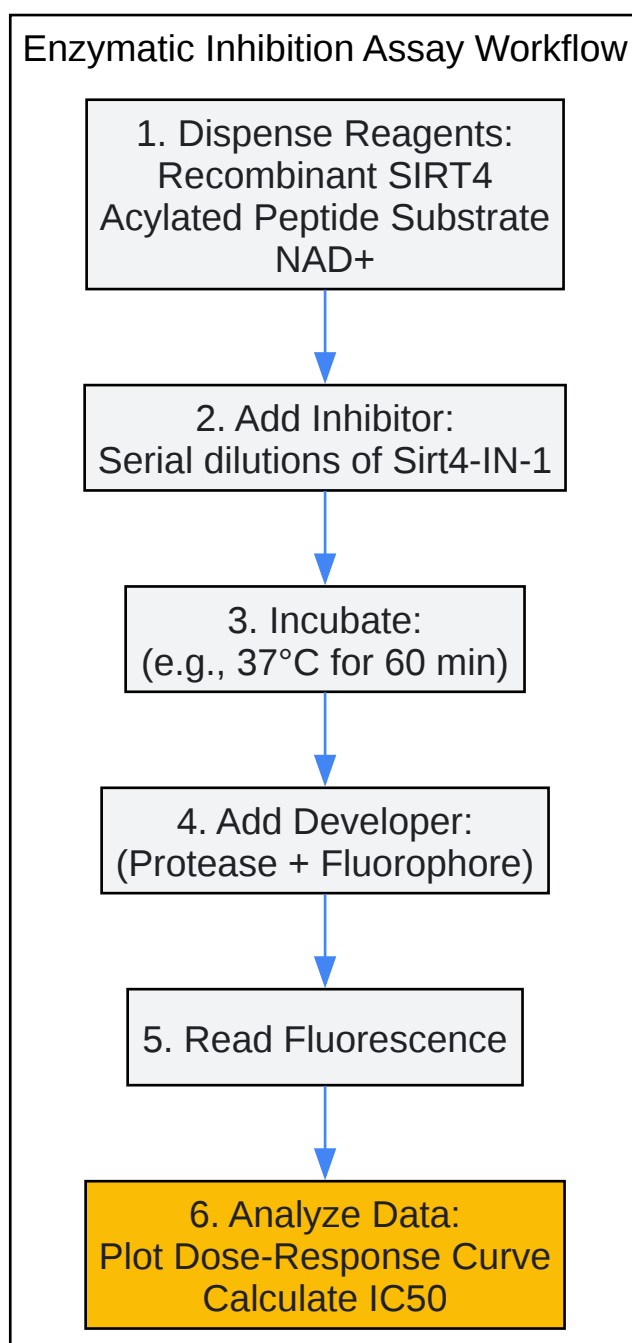 Enzymatic Inhibition Assay Workflow
1. Dispense Reagents:
Recombinant SIRT4
Acylated Peptide Substrate
NAD+
2. Add Inhibitor:
Serial dilutions of Sirt4-IN-1
3. Incubate:
(e.g., 37°C for 60 min)
4. Add Developer:
(Protease + Fluorophore)
5. Read Fluorescence
6. Analyze Data:
Plot Dose-Response Curve
Calculate IC50